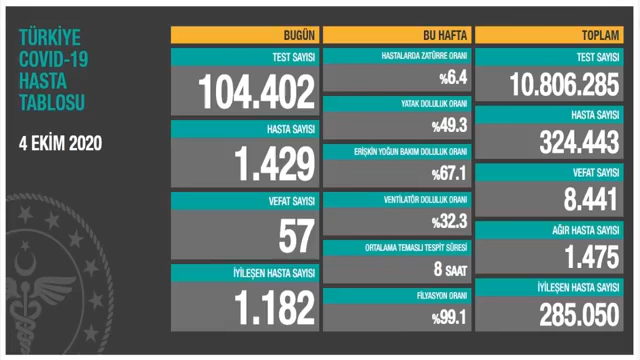 TÜRKİYE
COVID-19
HASTA
TABLOSU
4 EKİM 2020
BUGÜN
TEST SAYISI
104.402
HASTA SAYISI
1.429
VEFAT SAYISI
57
İYİLEŞEN HASTA SAYISI
1.182
BU HAFTA
HASTALARDA ZATÜRRE ORANI
%6.4
YATAK DOLULUK ORANI
%49.3
ERİŞKİN YOĞUN BAKIM DOLULUK ORANI
%67.1
VENTİLATÖR DOLULUK ORANI
%32.3
ORTALAMA TEMASLI TESPİT SÜRESİ
8 SAAT
FİLYASYON ORANI
%99.1
TOPLAM
TEST SAYISI
10.806.285
HASTA SAYISI
324.443
VEFAT SAYISI
8.441
AĞIR HASTA SAYISI
1.475
İYİLEŞEN HASTA SAYISI
285.050